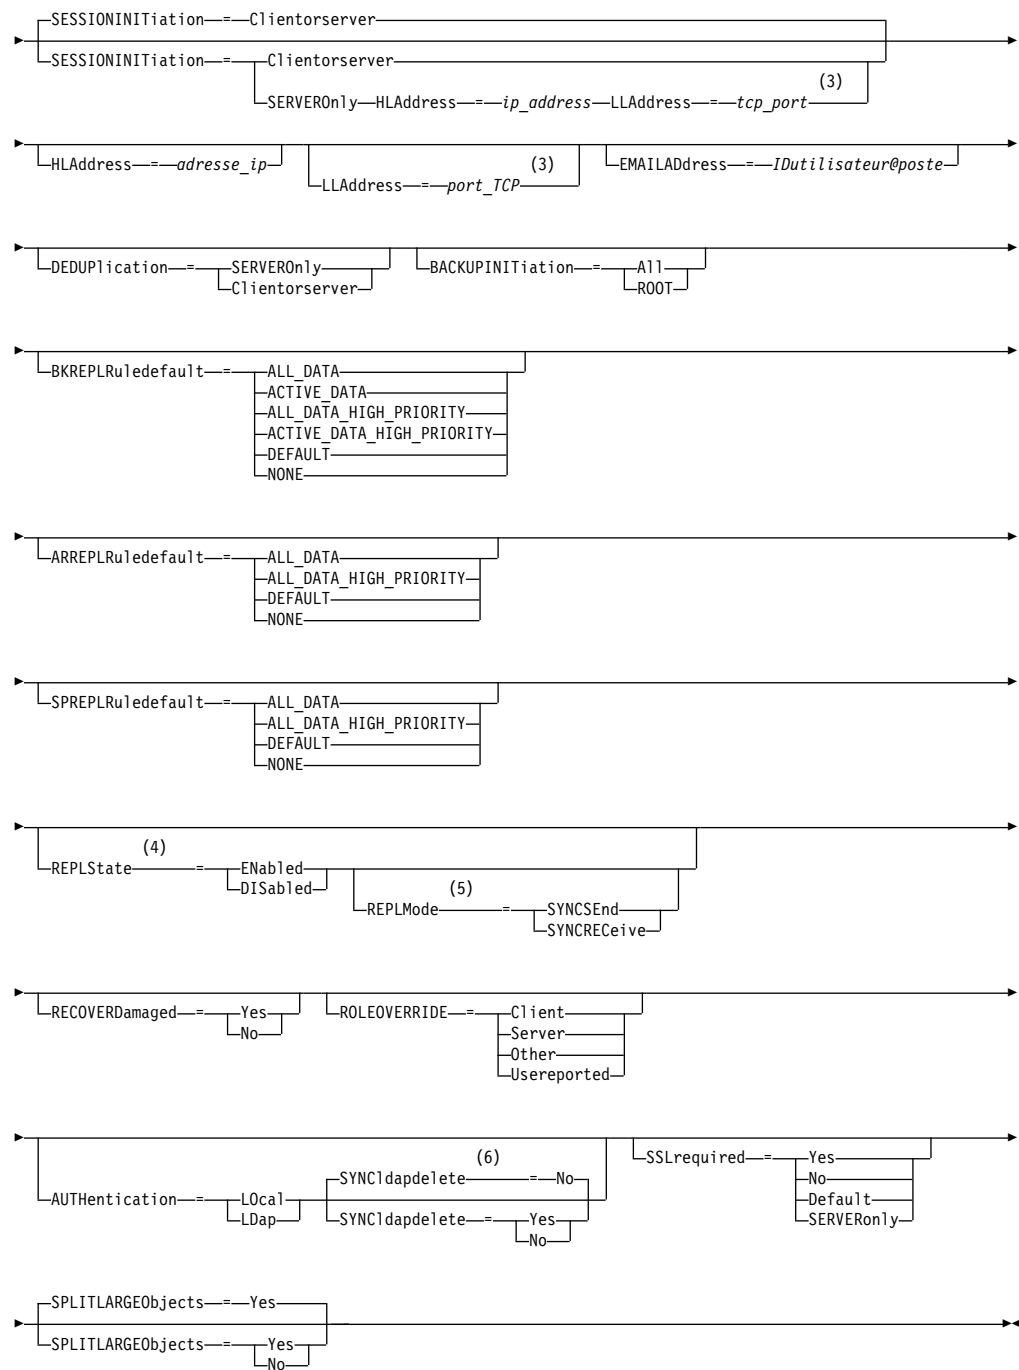 SESSIONINITiation = Clientorserver
SESSIONINITiation = Clientorserver
(3)
SERVEROnly HLAddress = ip_address LLAddress = tcp_port
HLAddress = adresse_ip
(3)
LLAddress = port_TCP
EMAILADdress = IDutilisateur@poste
DEDUPlication = SERVEROnly
Clientorserver
BACKUPINITiation = All
ROOT
BKREPLRuledefault = ALL_DATA
ACTIVE_DATA
ALL_DATA_HIGH_PRIORITY
ACTIVE_DATA_HIGH_PRIORITY
DEFAULT
NONE
ARREPLRuledefault = ALL_DATA
ALL_DATA_HIGH_PRIORITY
DEFAULT
NONE
SPREPLRuledefault = ALL_DATA
ALL_DATA_HIGH_PRIORITY
DEFAULT
NONE
(4)
REPLState = ENabled
DISabled
(5)
REPLMode = SYNCSEnd
SYNCRECeive
RECOVERDamaged = Yes
No
ROLEOVERRIDE = Client
Server
Other
Usereported
(6)
SYNCldapdelete = No
AUTHentication = LOcal
LDap
SYNCldapdelete = Yes
No
SSLrequired = Yes
No
Default
SERVERonly
SPLITLARGEObjects = Yes
SPLITLARGEObjects = Yes
No